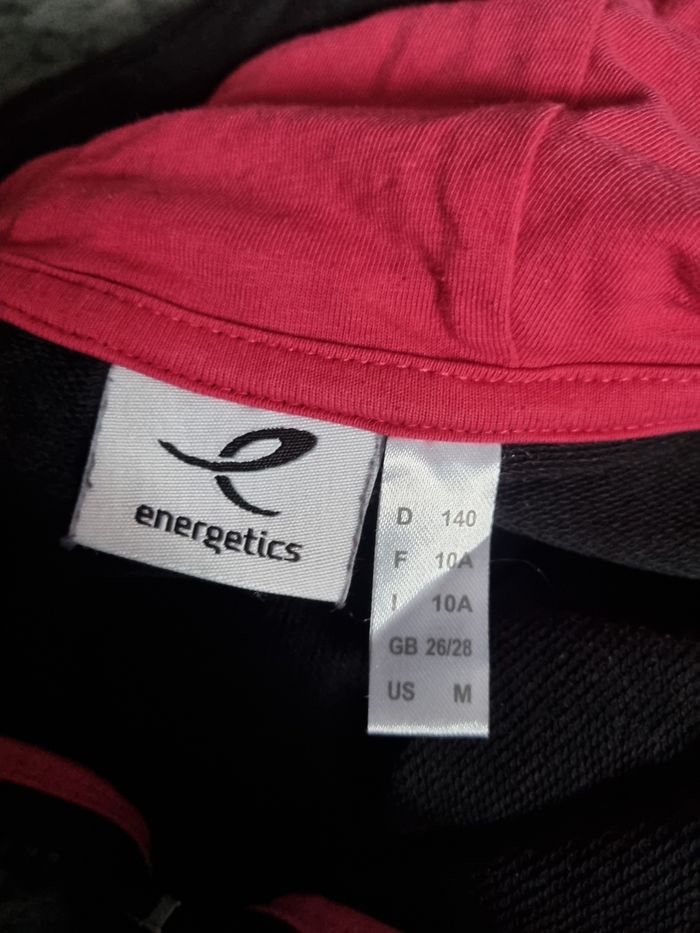 energetics
D 140
F 10A
I 10A
GB 26/28
US M